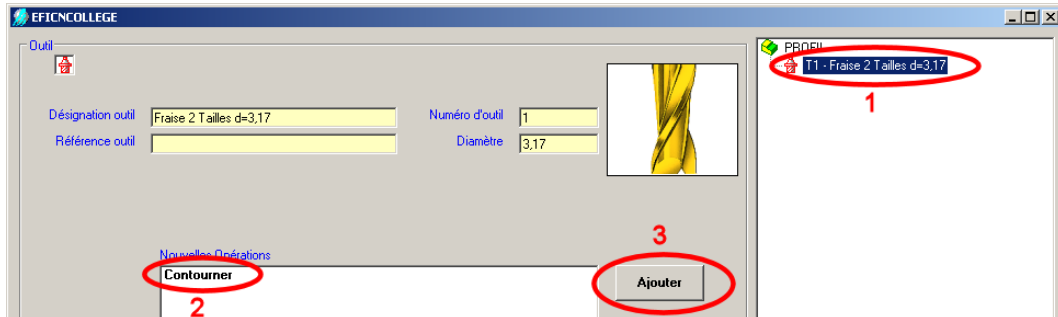 EFICNCOLLEGE
Outil
Désignation outil Fraise 2 Tailles d=3,17 Numéro d'outil 1
Référence outil Diamètre 3,17
Nouvelles Opérations
Contourner
2
3
Ajouter
PROFIL
T1 - Fraise 2 Tailles d=3,17
1